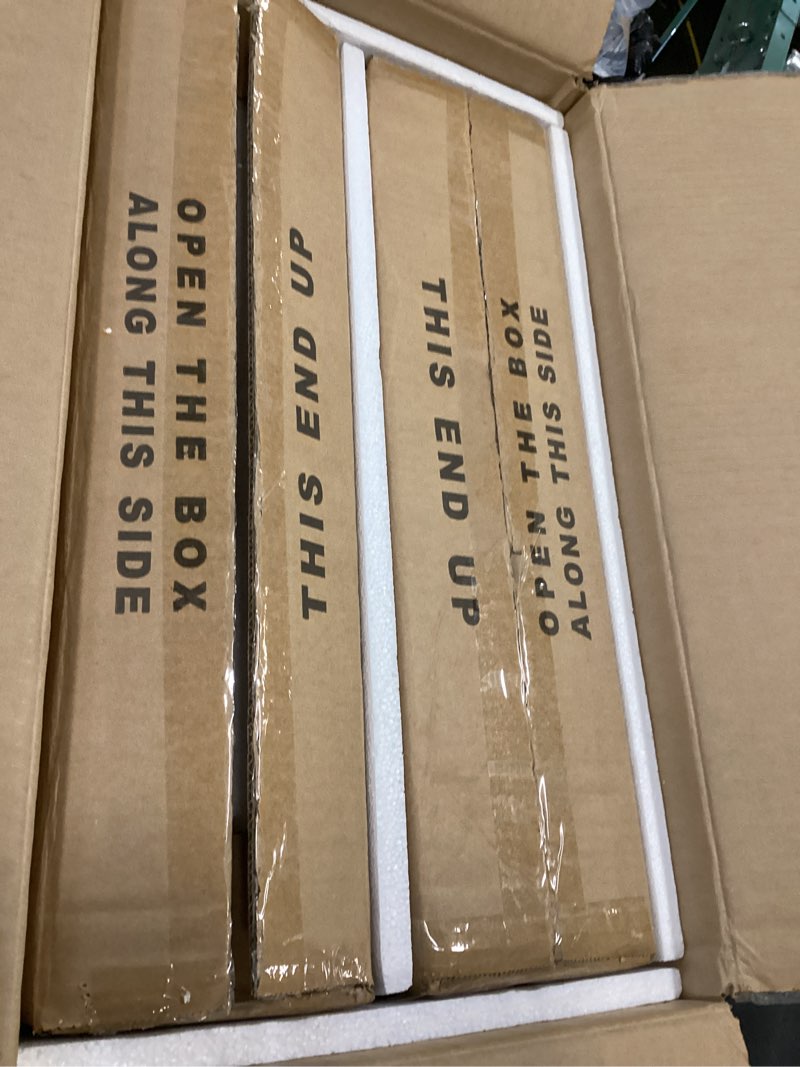 OPEN THE BOX
ALONG THIS SIDE
THIS END UP
THIS END UP
OPEN THE BOX
ALONG THIS SIDE